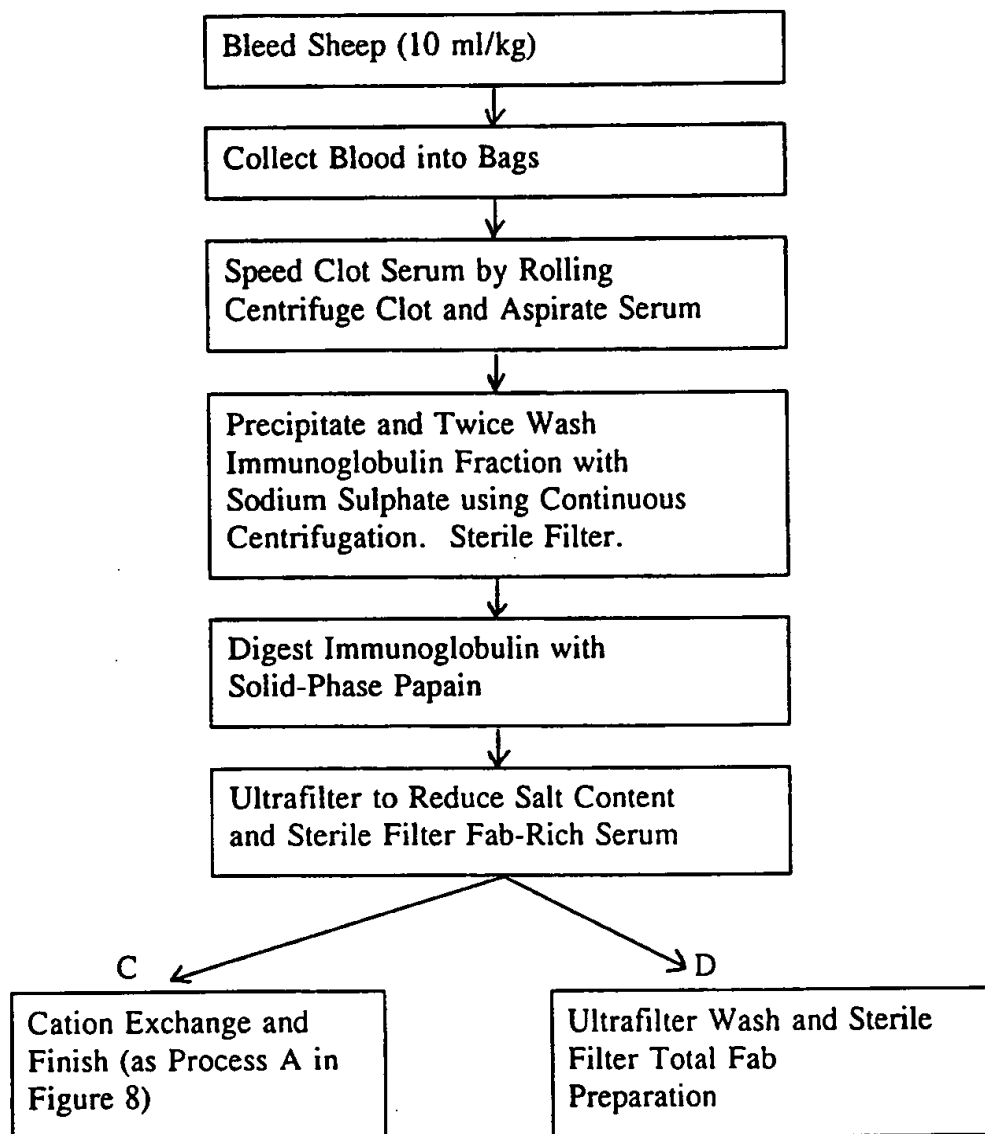 Bleed Sheep (10 ml/kg)
Collect Blood into Bags
Speed Clot Serum by Rolling
Centrifuge Clot and Aspirate Serum
Precipitate and Twice Wash
Immunoglobulin Fraction with
Sodium Sulphate using Continuous
Centrifugation. Sterile Filter.
Digest Immunoglobulin with
Solid-Phase Papain
Ultrafilter to Reduce Salt Content
and Sterile Filter Fab-Rich Serum
C
Cation Exchange and
Finish (as Process A in
Figure 8)
D
Ultrafilter Wash and Sterile
Filter Total Fab
Preparation